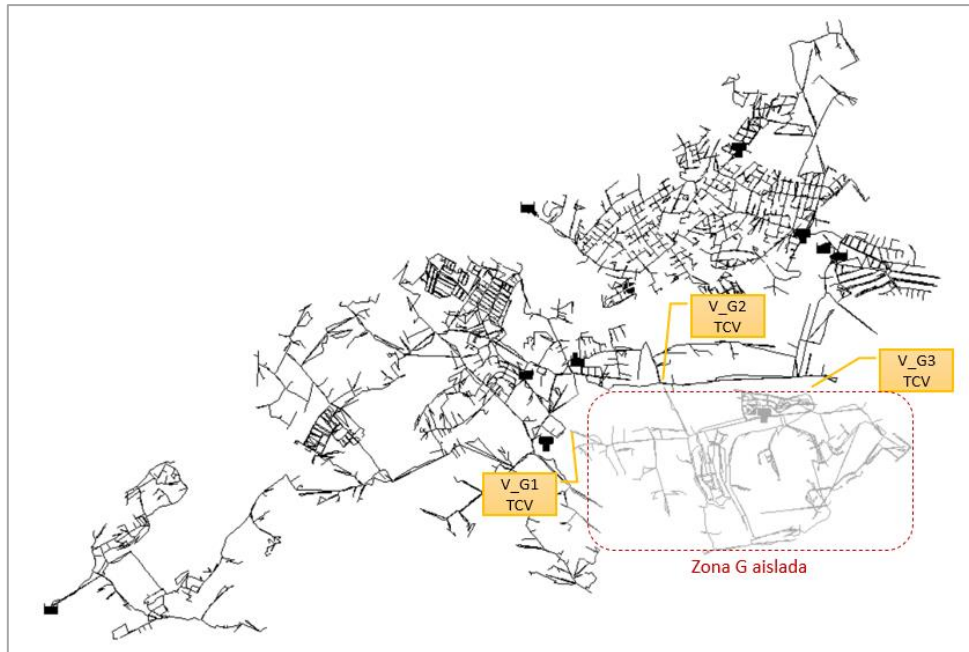 V_G2
TCV
V_G3
TCV
V_G1
TCV
Zona G aislada